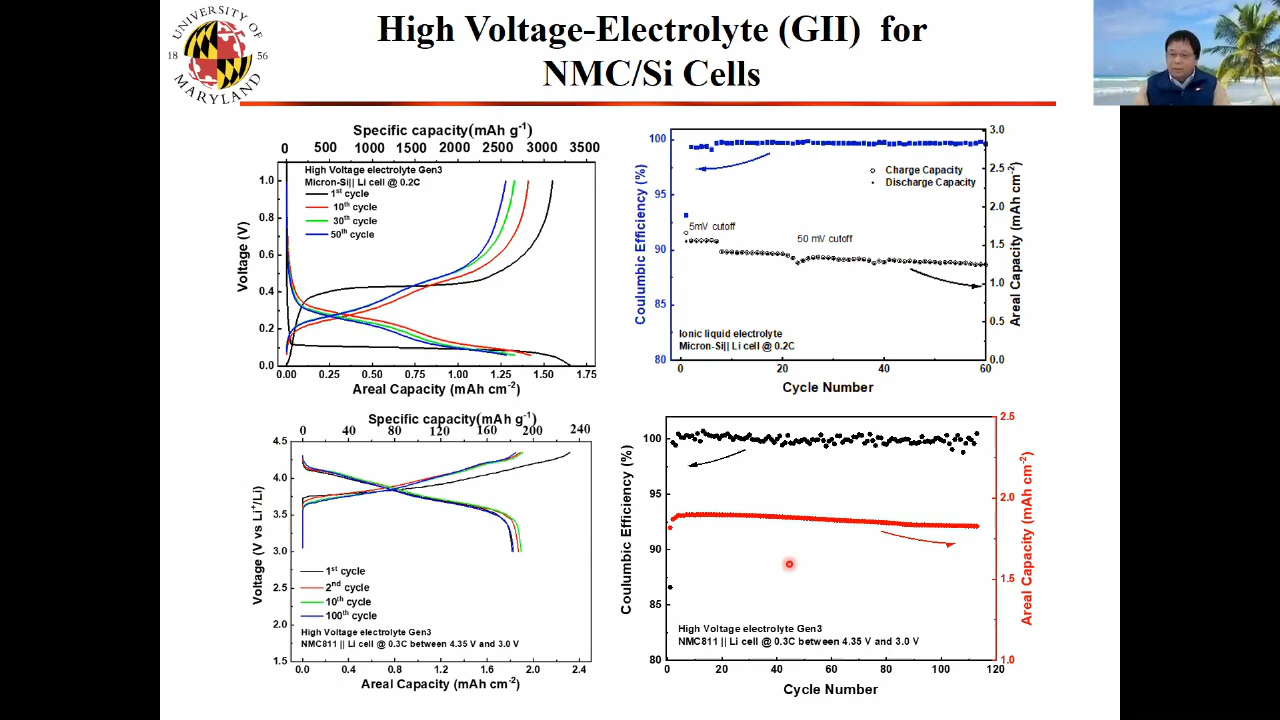 UNIVERSITY OF
18 56
MARYLAND
High Voltage-Electrolyte (GII) for
NMC/Si Cells
Specific capacity(mAh g-1)
0 500 1000 1500 2000 2500 3000 3500
High Voltage electrolyte Gen3
Micron-Si|| Li cell @ 0.2C
1st cycle
10th cycle
30th cycle
50th cycle
Voltage (V)
1.0
0.8
0.6
0.4
0.2
0.0
0.00 0.25 0.50 0.75 1.00 1.25 1.50 1.75
Areal Capacity (mAh cm-2)
Coulumbic Efficiency (%)
100
95
90
85
80
Charge Capacity
Discharge Capacity
5mV cutoff
50 mV cutoff
Ionic liquid electrolyte
Micron-Si|| Li cell @ 0.2C
3.0
2.5
2.0
1.5
1.0
0.5
0.0
Areal Capacity (mAh cm-2)
0 20 40 60
Cycle Number
Specific capacity(mAh g-1)
0 40 80 120 160 200 240
Voltage (V vs Li+/Li)
4.5
4.0
3.5
3.0
2.5
2.0
1.5
1st cycle
2nd cycle
10th cycle
100th cycle
High Voltage electrolyte Gen3
NMC811 || Li cell @ 0.3C between 4.35 V and 3.0 V
0.0 0.4 0.8 1.2 1.6 2.0 2.4
Areal Capacity (mAh cm-2)
Coulumbic Efficiency (%)
100
95
90
85
80
High Voltage electrolyte Gen3
NMC811 || Li cell @ 0.3C between 4.35 V and 3.0 V
2.5
2.0
1.5
1.0
Areal Capacity (mAh cm-2)
0 20 40 60 80 100 120
Cycle Number